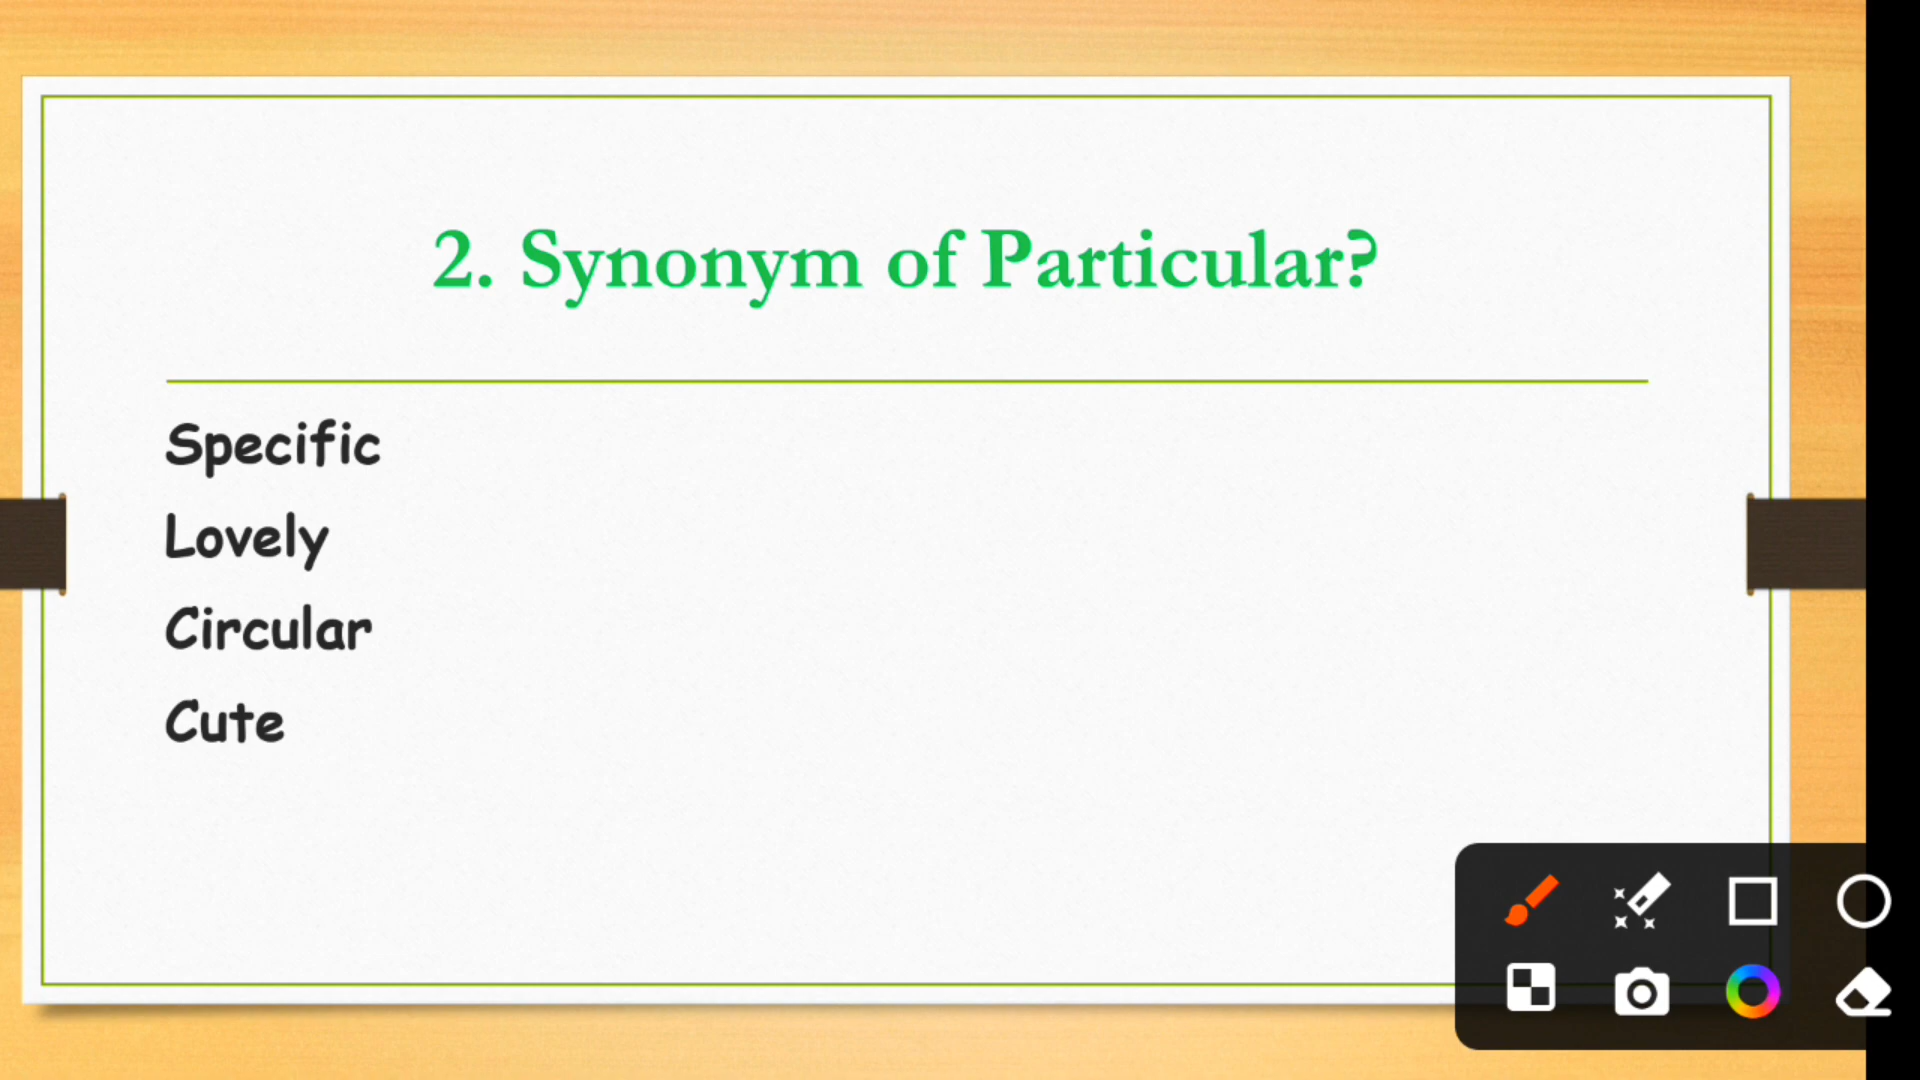 2. Synonym of Particular?
Specific
Lovely
Circular
Cute